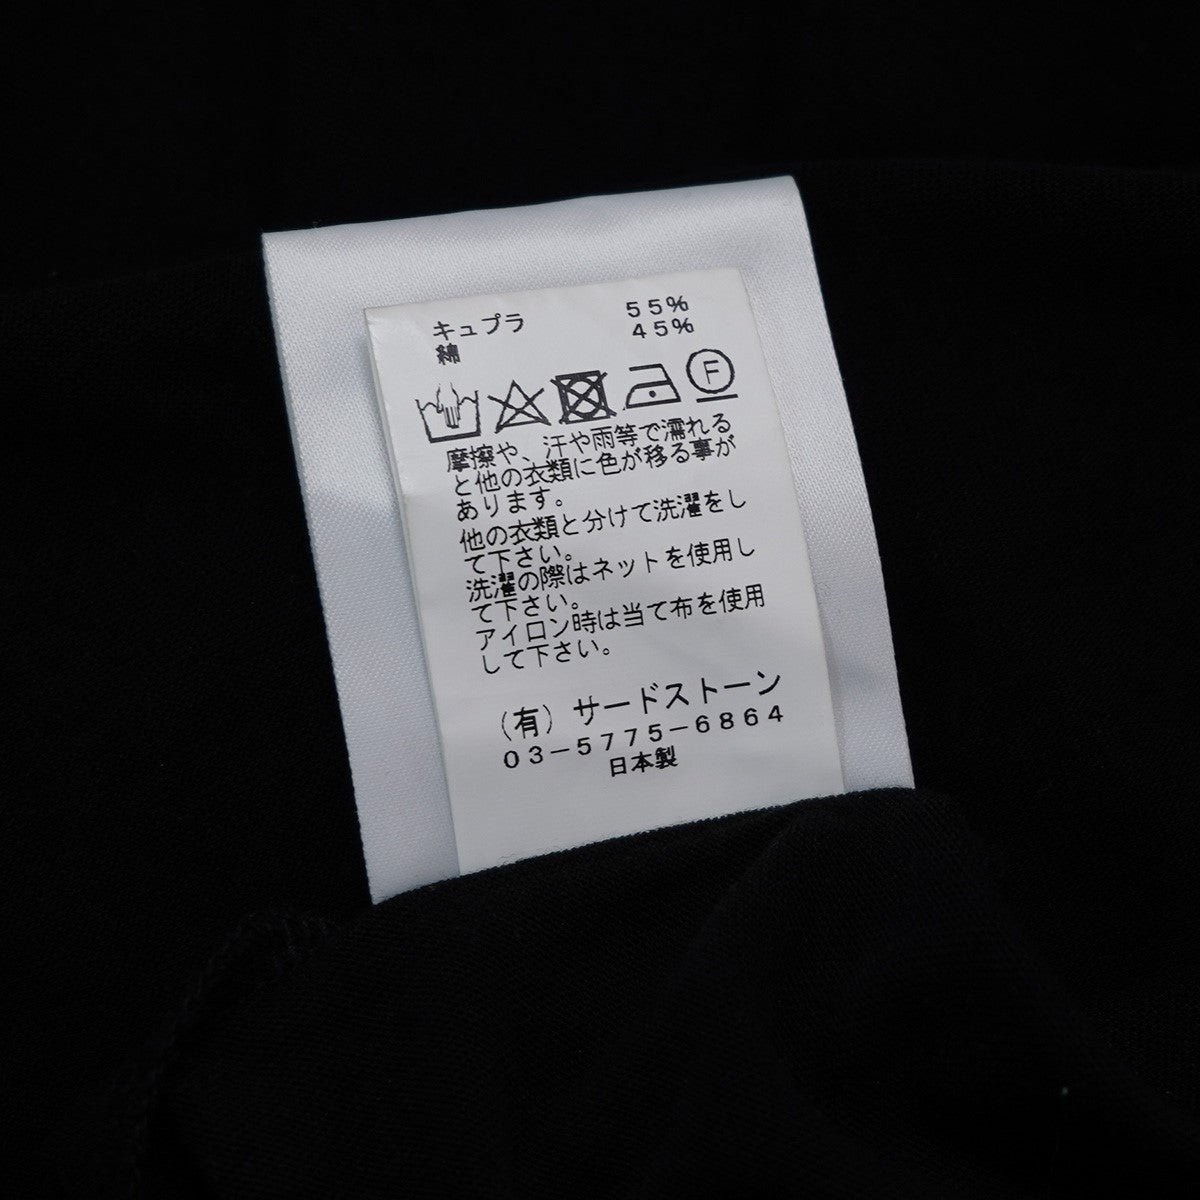 キュプラ 55%
綿 45%
F
摩擦や、汗や雨等で濡れる
と他の衣類に色が移る事が
あります。
他の衣類と分けて洗濯をし
て下さい。
洗濯の際はネットを使用し
て下さい。
アイロン時は当て布を使用
して下さい。
(有)サードストーン
03-5775-6864
日本製